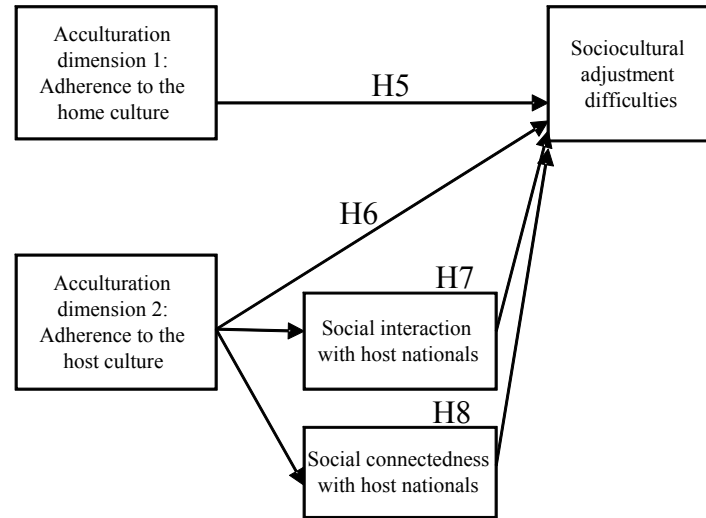 Acculturation
dimension 1:
Adherence to the
home culture
H5
Sociocultural
adjustment
difficulties
H6
Acculturation
dimension 2:
Adherence to the
host culture
H7
Social interaction
with host nationals
H8
Social connectedness
with host nationals